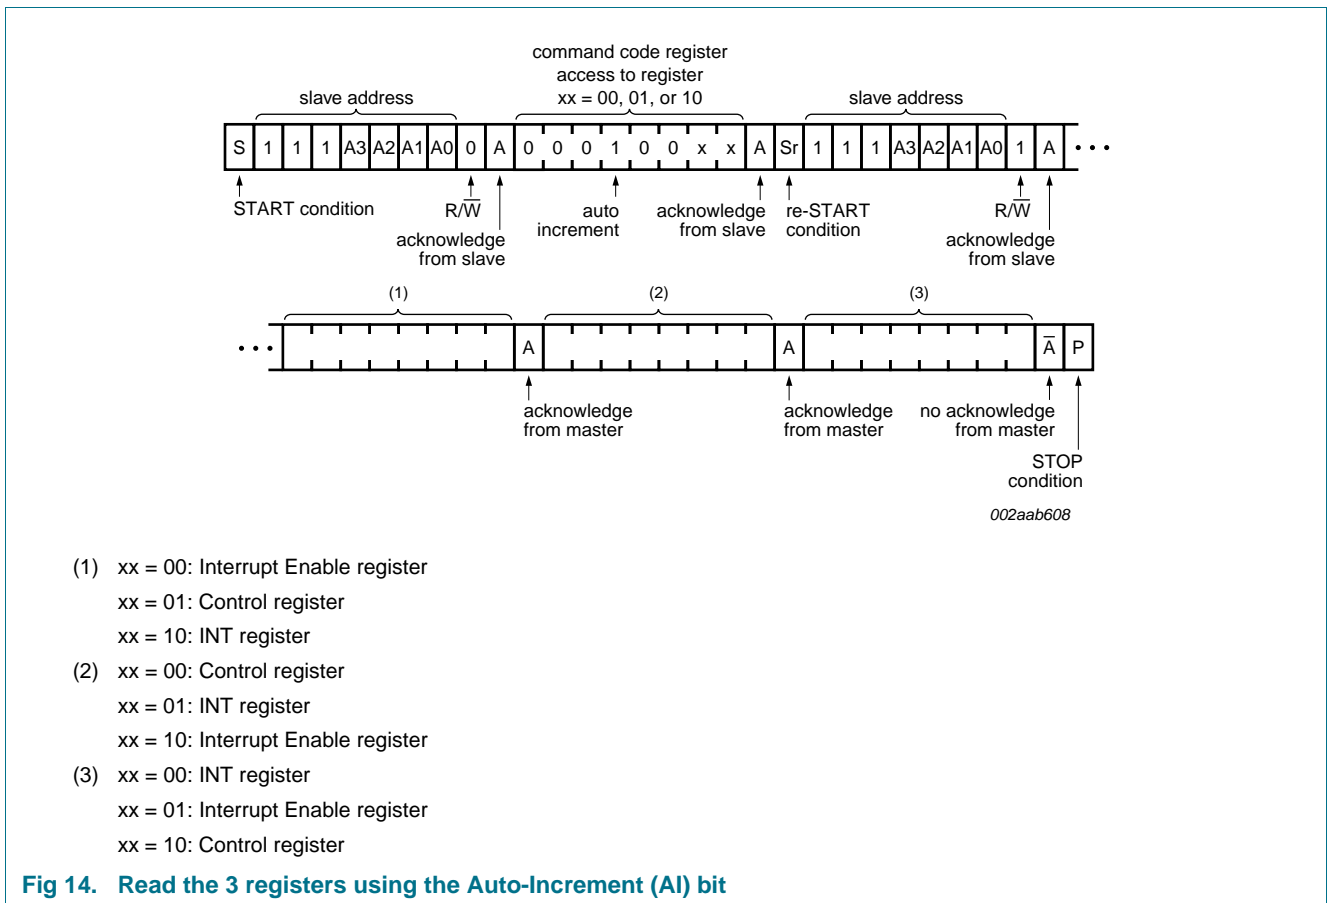 command code register
access to register
xx = 00, 01, or 10
slave address
slave address
S 1 1 1 A3 A2 A1 A0 0 A 0 0 0 1 0 0 x x A Sr 1 1 1 A3 A2 A1 A0 1 A • • •
START condition
R/W̅
acknowledge
from slave
auto
increment
acknowledge
from slave
re-START
condition
R/W̅
acknowledge
from slave
(1)
(2)
(3)
• • • A A A̅ P
acknowledge
from master
acknowledge
from master
no acknowledge
from master
STOP
condition
002aab608
(1) xx = 00: Interrupt Enable register
xx = 01: Control register
xx = 10: INT register
(2) xx = 00: Control register
xx = 01: INT register
xx = 10: Interrupt Enable register
(3) xx = 00: INT register
xx = 01: Interrupt Enable register
xx = 10: Control register
Fig 14. Read the 3 registers using the Auto-Increment (AI) bit